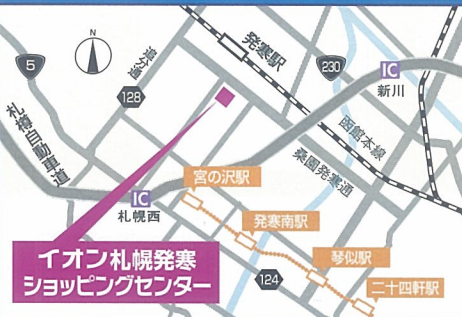 5
N
追分通
発寒駅
230
IC
新川
128
札樽自動車道
函館本線
桑園発寒通
宮の沢駅
IC
札幌西
発寒南駅
琴似駅
124
二十四軒駅
イオン札幌発寒
ショッピングセンター